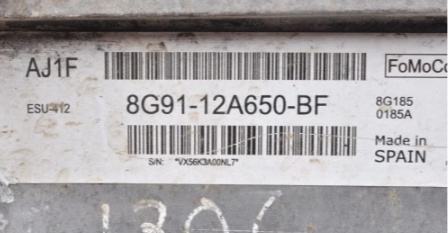 AJ1F
FoMoCo
ESU-412
8G91-12A650-BF
8G185
0185A
S/N: "VX56K3A00NL7"
Made in
SPAIN